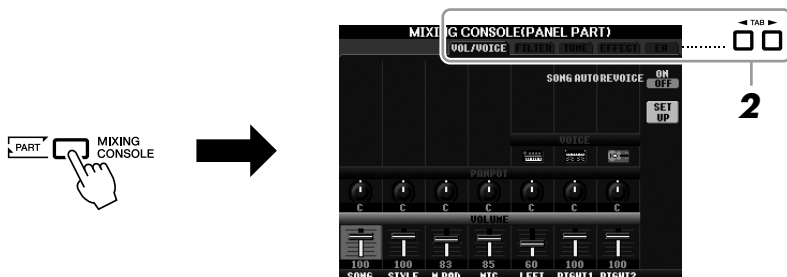 MIXING CONSOLE(PANEL PART)
◄ TAB ►
VOL/VOICE FILTER TUNE EFFECT EQ
SONG AUTO REVOICE ON
OFF
SET
UP
2
PART MIXING
CONSOLE
VOICE
PANPOT
C C C C C C C
VOLUME
100 100 83 85 60 100 100
SONG STYLE M.PAD MIC LEFT RIGHT1 RIGHT2